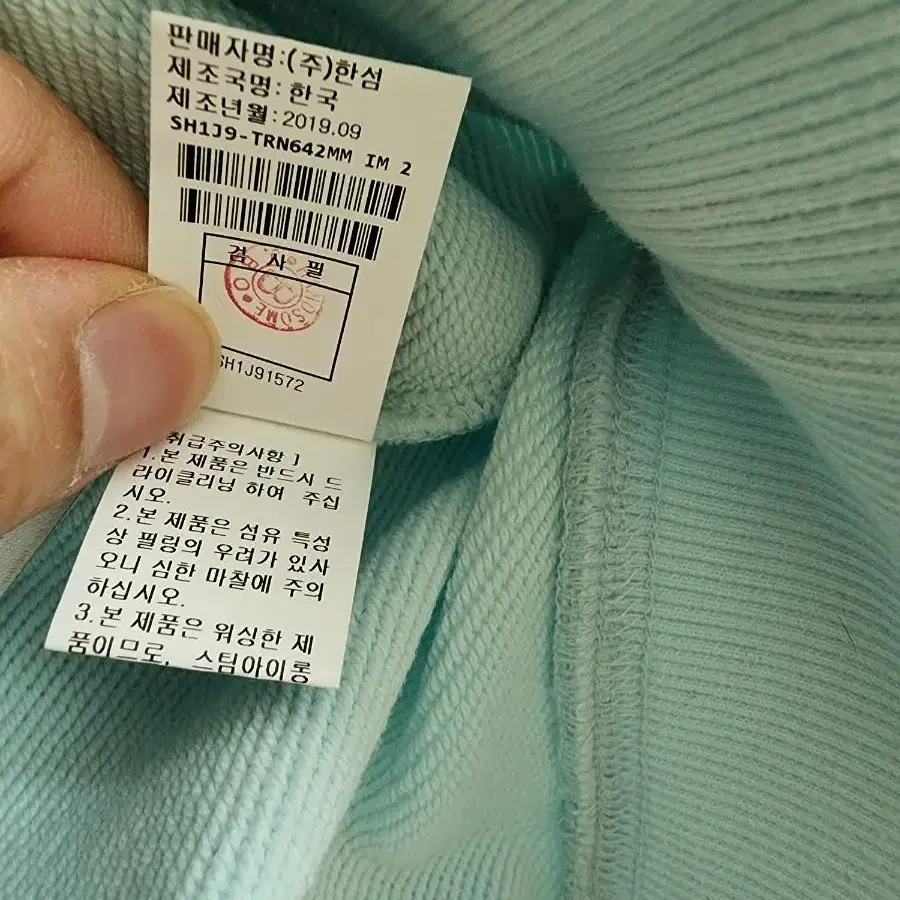 판매자명:(주)한섬
제조국명:한국
제조년월:2019.09
SH1J9-TRN642MM IM 2
검 사 필
NDSOME
SH1J91572
취급주의사항 ]
1.본 제품은 반드시 드
라이클리닝 하여 주십
시오.
2.본 제품은 섬유 특성
상 필링의 우려가 있사
오니 심한 마찰에 주의
하십시오.
3.본 제품은 워싱한 제
품이므로, 스팀아이롱